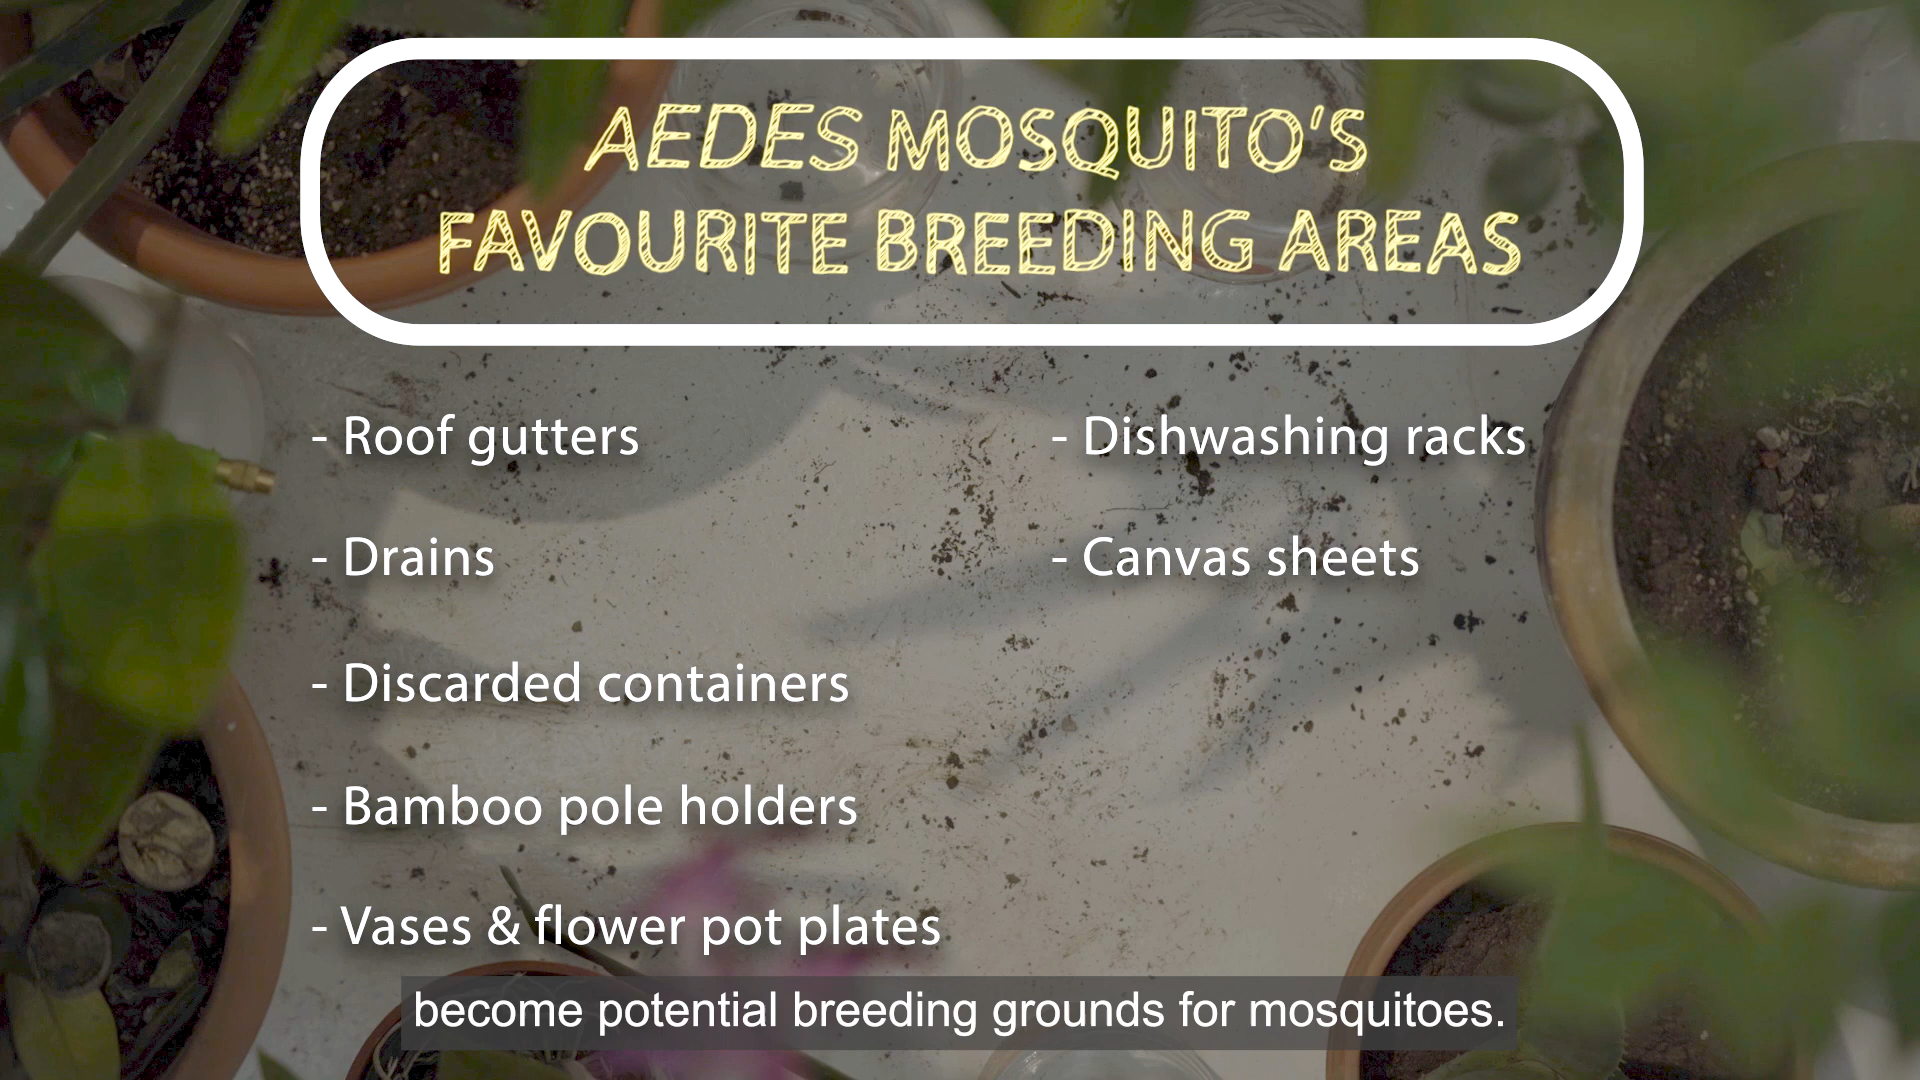 AEDES MOSQUITO'S
FAVOURITE BREEDING AREAS
- Roof gutters
- Drains
- Discarded containers
- Bamboo pole holders
- Vases & flower pot plates
- Dishwashing racks
- Canvas sheets
become potential breeding grounds for mosquitoes.